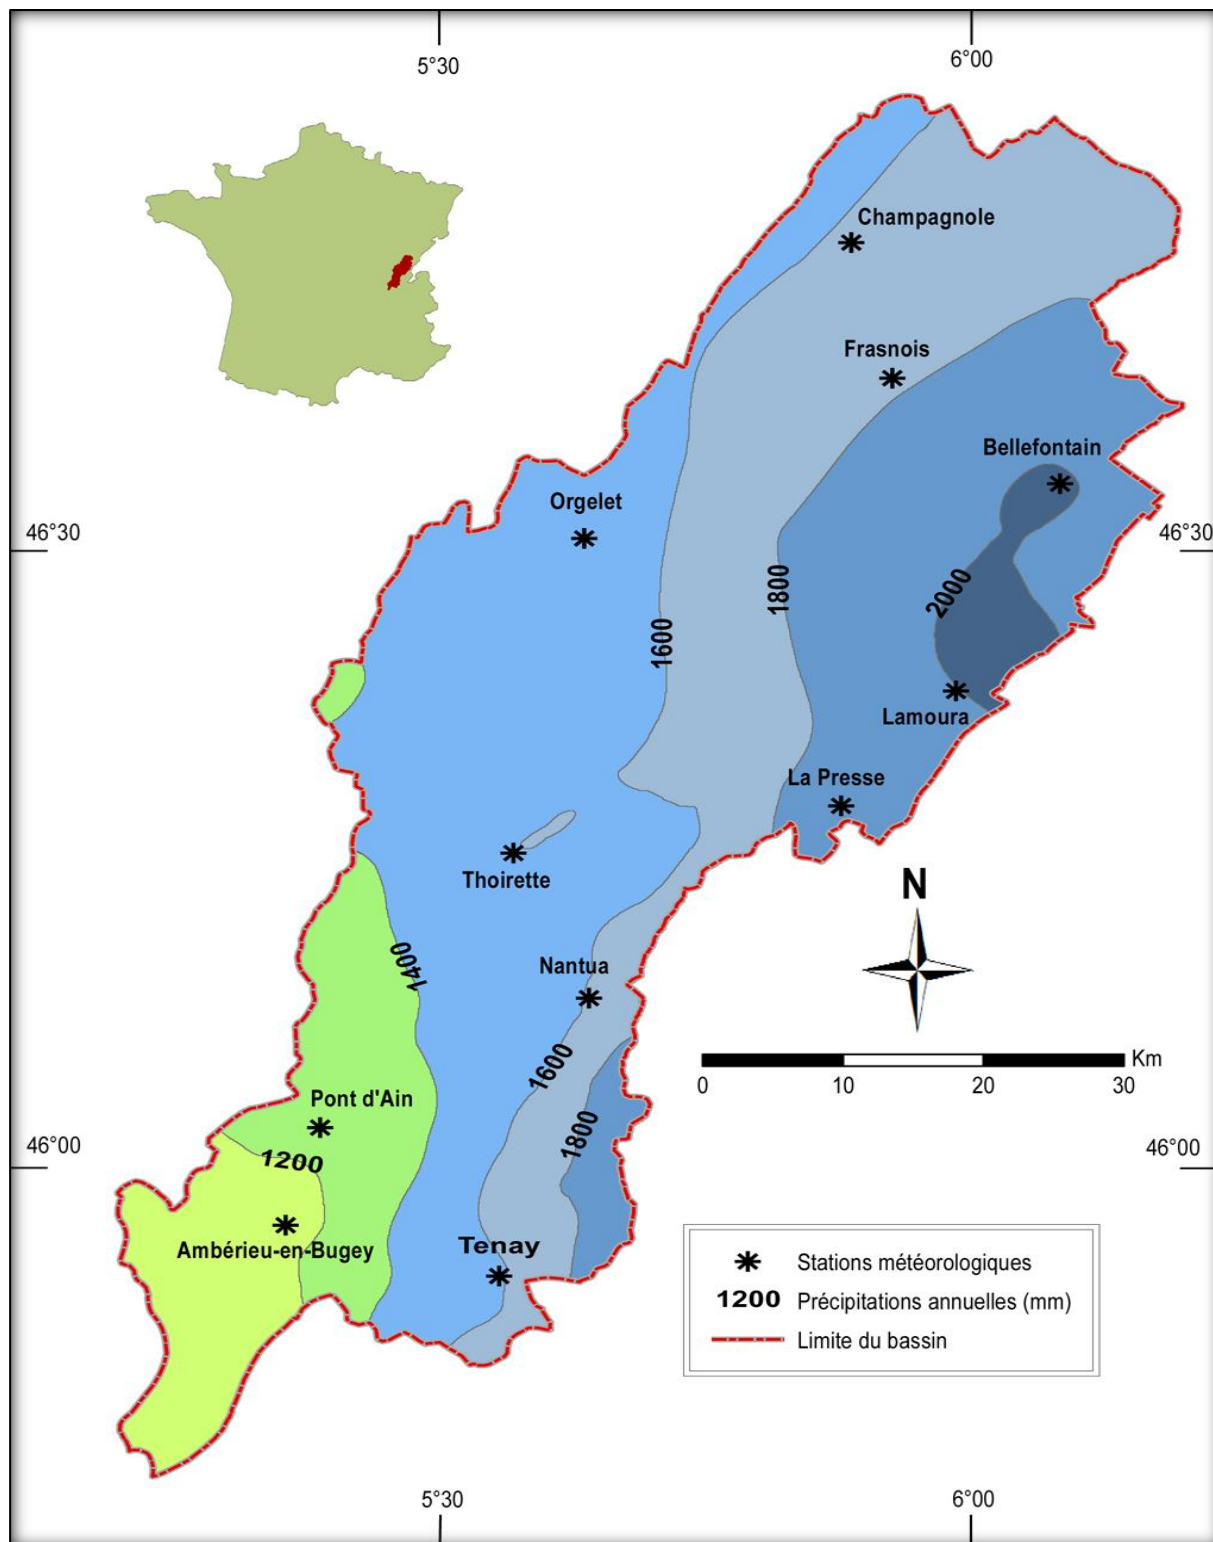 5°30
6°00
Champagnole
Frasnois
Bellefontain
Orgelet
46°30
46°30
1800
2000
1600
Lamoura
La Presse
Thoirette
N
1400
Nantua
1600
Km
0 10 20 30
Pont d'Ain
1800
46°00
1200
46°00
Ambérieu-en-Bugey
Tenay
Stations météorologiques
1200 Précipitations annuelles (mm)
Limite du bassin
5°30
6°00